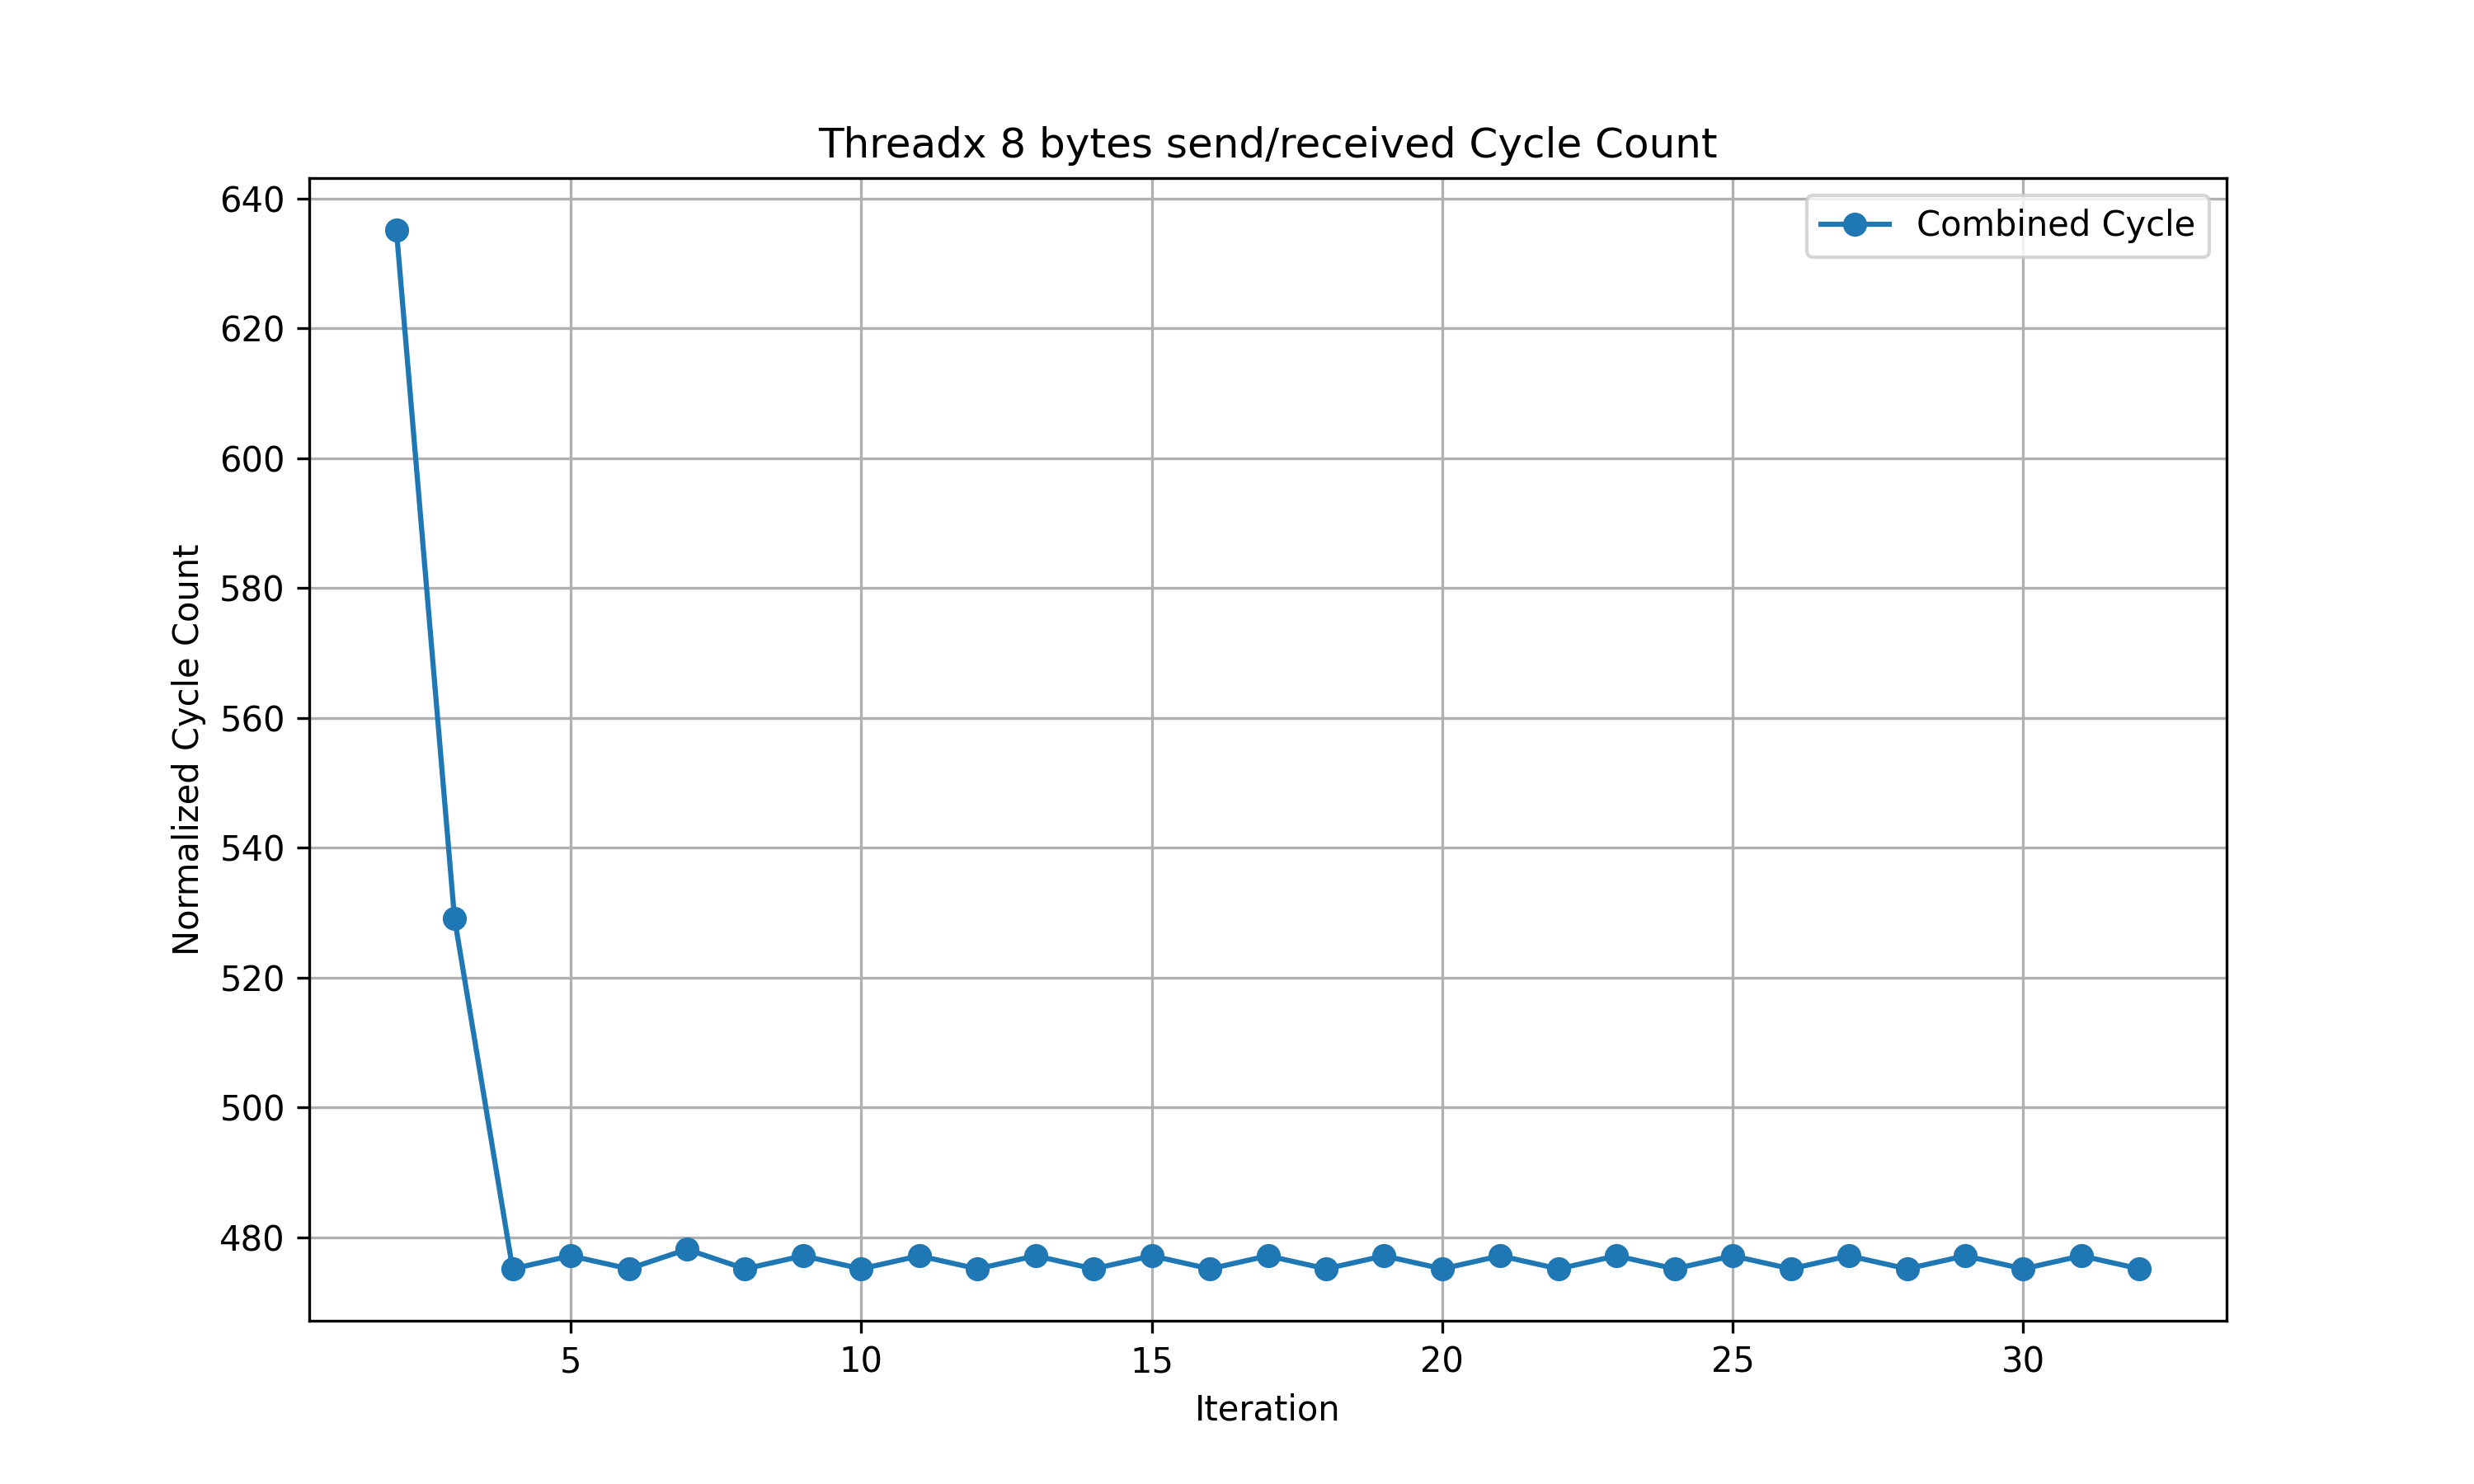 Threadx 8 bytes send/received Cycle Count
Combined Cycle
Normalized Cycle Count
640
620
600
580
560
540
520
500
480
5 10 15 20 25 30
Iteration